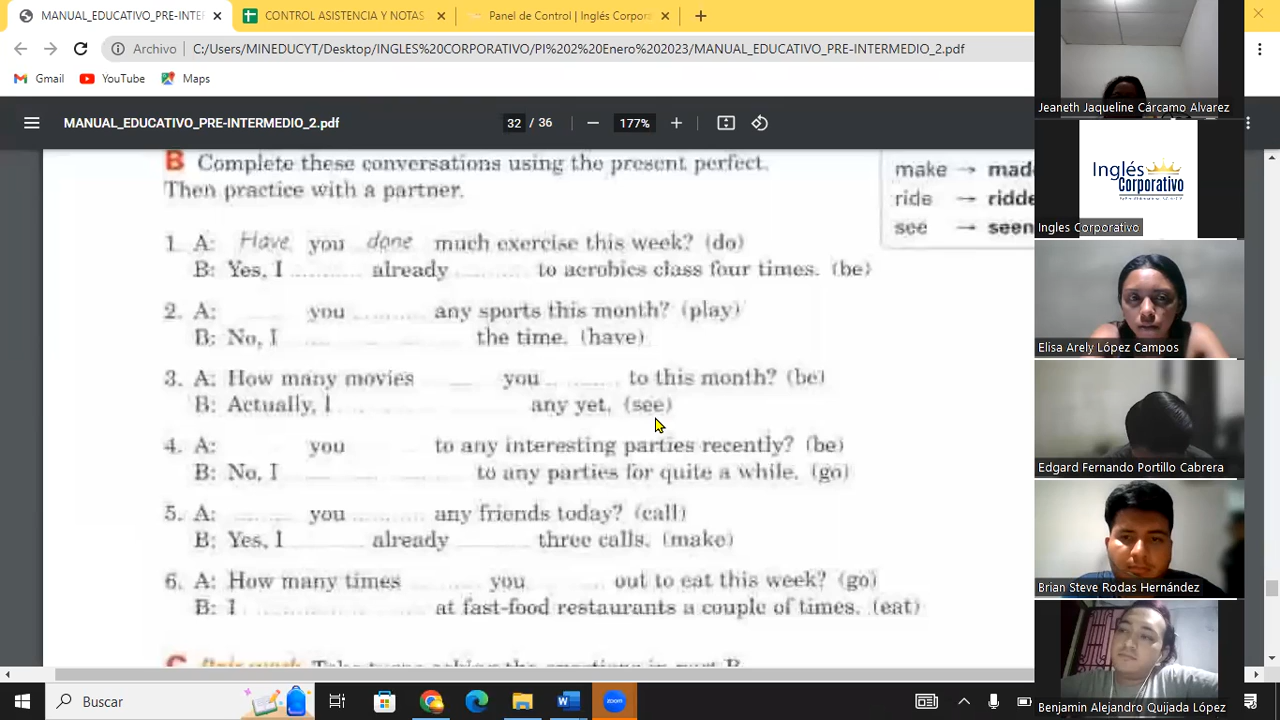 MANUAL_EDUCATIVO_PRE-INTER
CONTROL ASISTENCIA Y NOTAS
Panel de Control | Inglés Corpor
Archivo
C:/Users/MINEDUCYT/Desktop/INGLES%20CORPORATIVO/PI%202%20Enero%202023/MANUAL_EDUCATIVO_PRE-INTERMEDIO_2.pdf
Gmail
YouTube
Maps
MANUAL_EDUCATIVO_PRE-INTERMEDIO_2.pdf
32 / 36
177%
B Complete these conversations using the present perfect.
Then practice with a partner.
make → mad
ride → ridde
see → seen
1 A: Have you done much exercise this week? (do)
B: Yes, I already to aerobics class four times. (be)
2. A: you any sports this month? (play)
B: No, I the time. (have)
3. A: How many movies you to this month? (be)
B: Actually, I any yet. (see)
4. A: you to any interesting parties recently? (be)
B: No, I to any parties for quite a while. (go)
5. A: you any friends today? (call)
B: Yes, I already three calls. (make)
6. A: How many times you out to eat this week? (go)
B: I at fast-food restaurants a couple of times. (eat)
Jeaneth Jaqueline Cárcamo Alvarez
Inglés
Corporativo
Ingles Corporativo
Elisa Arely López Campos
Edgard Fernando Portillo Cabrera
Brian Steve Rodas Hernández
Benjamin Alejandro Quijada López
Buscar
zoom